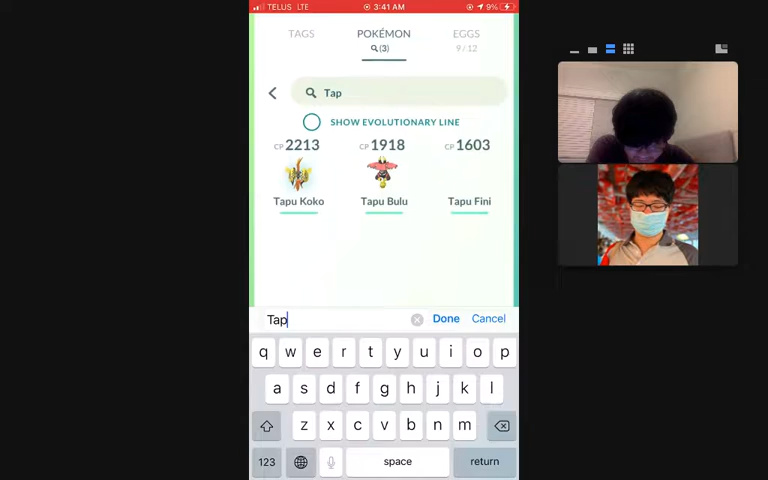 TELUS LTE 3:41 AM 9%
TAGS POKÉMON EGGS
(3) 9 / 12
Tap
SHOW EVOLUTIONARY LINE
CP 2213 CP 1918 CP 1603
Tapu Koko Tapu Bulu Tapu Fini
Tap Done Cancel
q w e r t y u i o p
a s d f g h j k l
z x c v b n m
123 space return